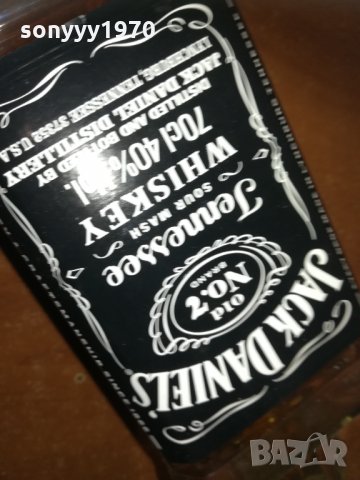 sonyyy1970
JACK DANIEL'S
Old
No. 7
BRAND
Tennessee
SOUR MASH
WHISKEY
70cl 40% Vol.
DISTILLED AND BOTTLED BY
JACK DANIEL DISTILLERY
LYNCHBURG, TENNESSEE 37352 U.S.A.
BAZAR